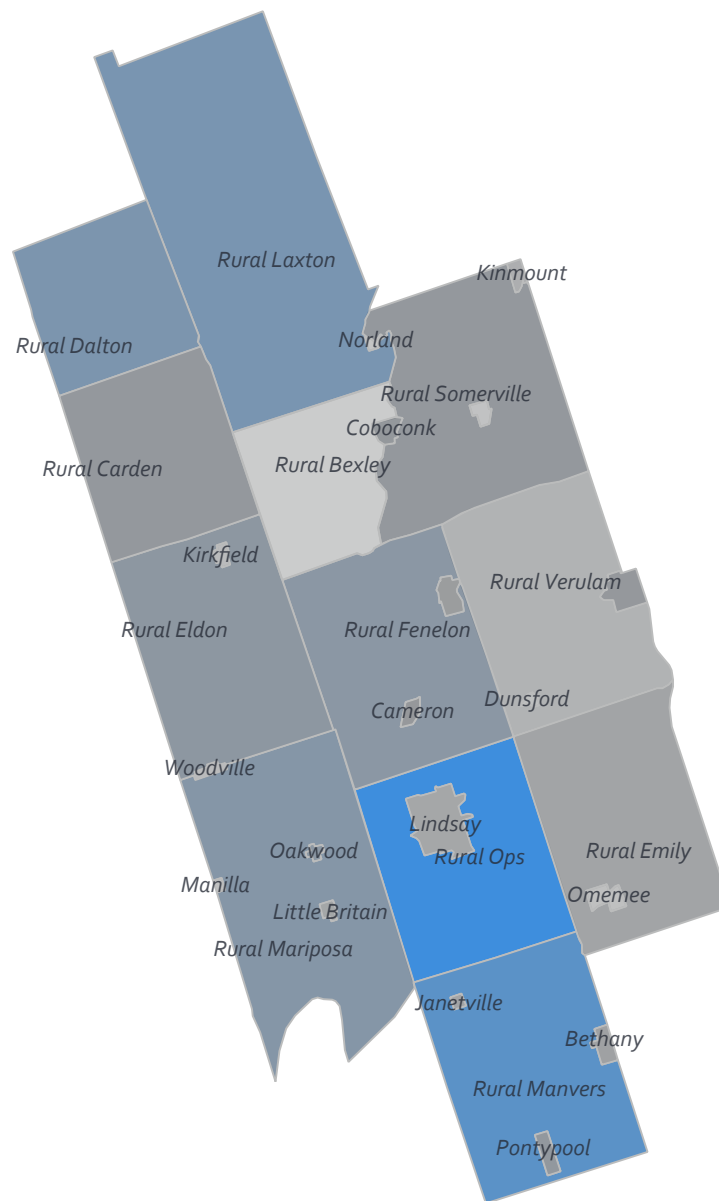 Rural Laxton
Kinmount
Norland
Rural Dalton
Rural Somerville
Coboconk
Rural Bexley
Rural Carden
Kirkfield
Rural Verulam
Rural Eldon
Rural Fenelon
Dunsford
Cameron
Woodville
Lindsay
Oakwood
Rural Emily
Rural Ops
Manilla
Omemee
Little Britain
Rural Mariposa
Janetville
Bethany
Rural Manvers
Pontypool